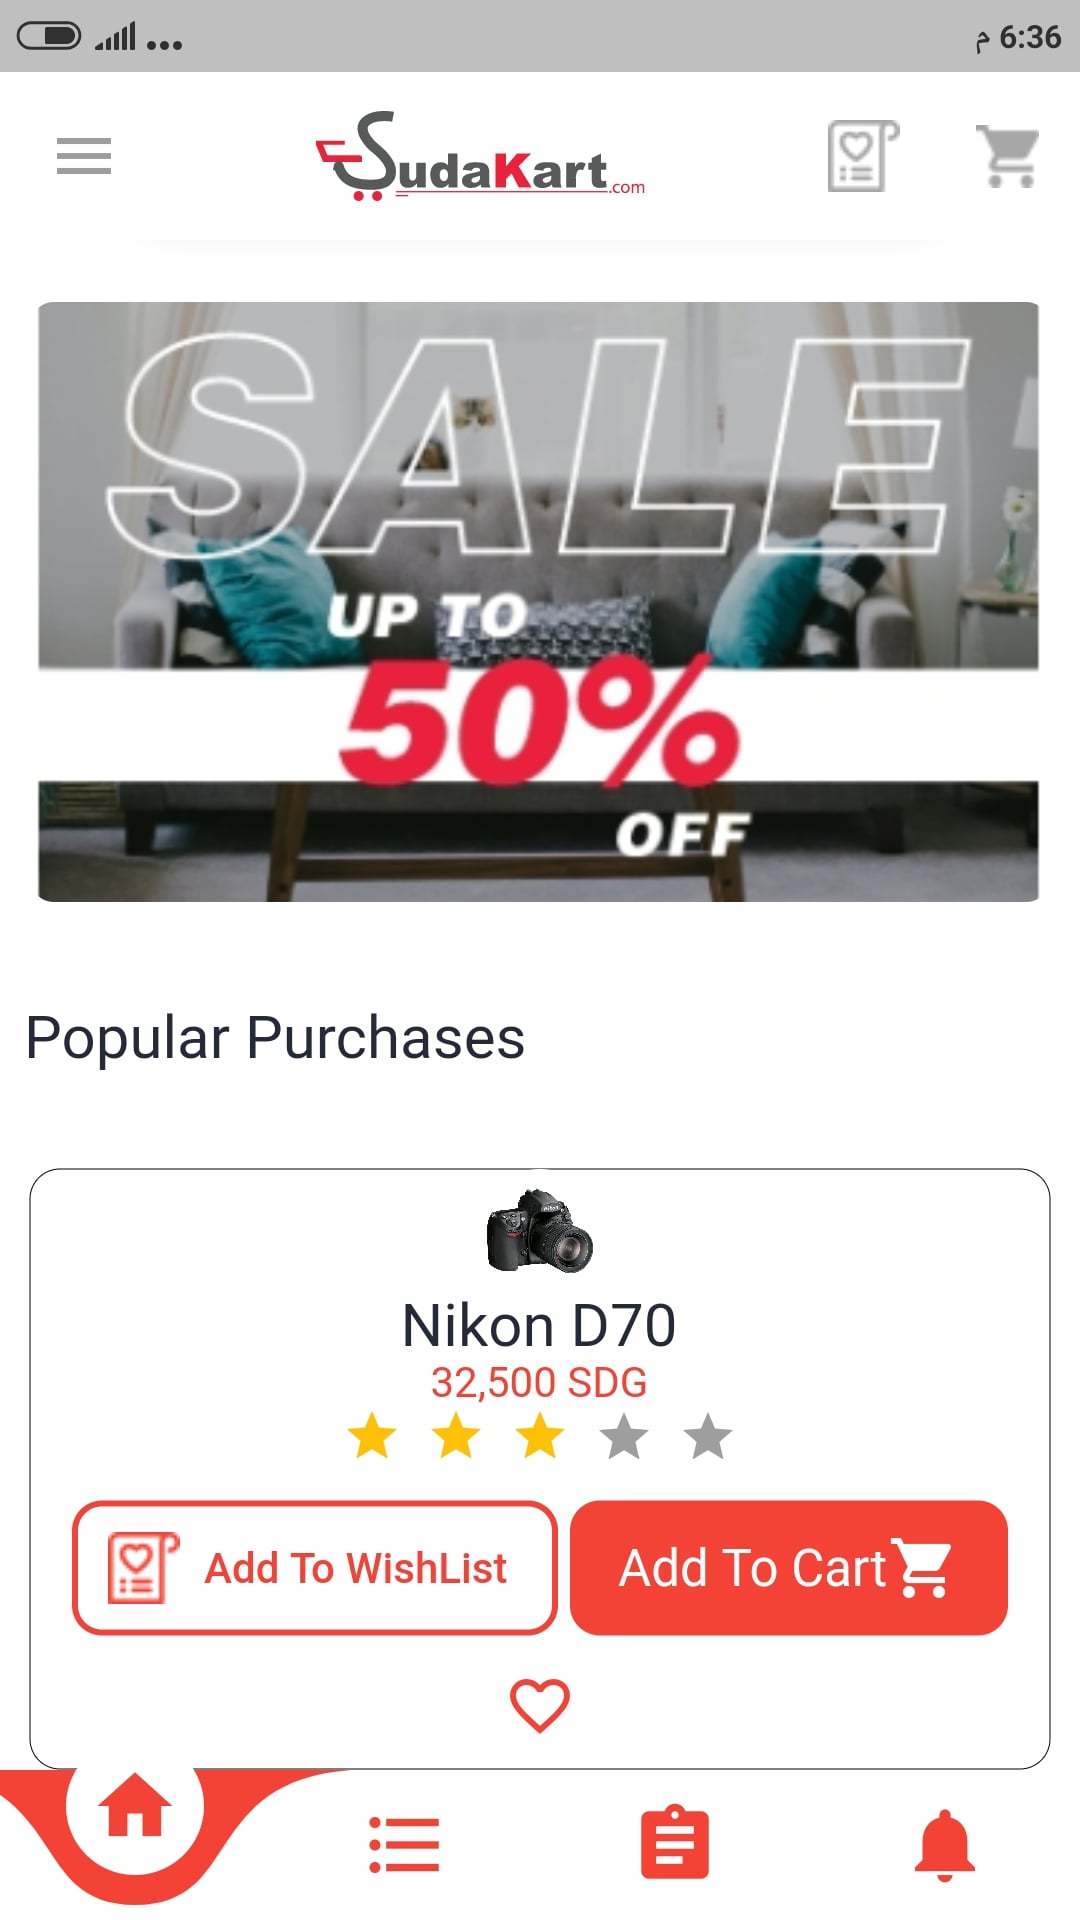 6:36 م
SudaKart.com
SALE
UP TO
50%
OFF
Popular Purchases
Nikon D70
32,500 SDG
Add To WishList
Add To Cart